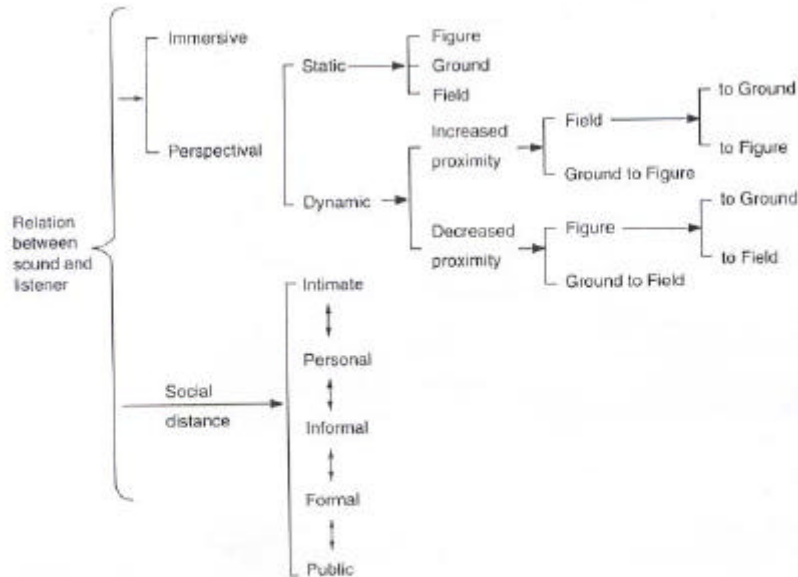 Immersive
Perspectival
Static
Figure
Ground
Field
Dynamic
Increased
proximity
Field
to Ground
to Figure
Ground to Figure
Decreased
proximity
Figure
to Ground
to Field
Ground to Field
Relation
between
sound and
listener
Social
distance
Intimate
Personal
Informal
Formal
Public